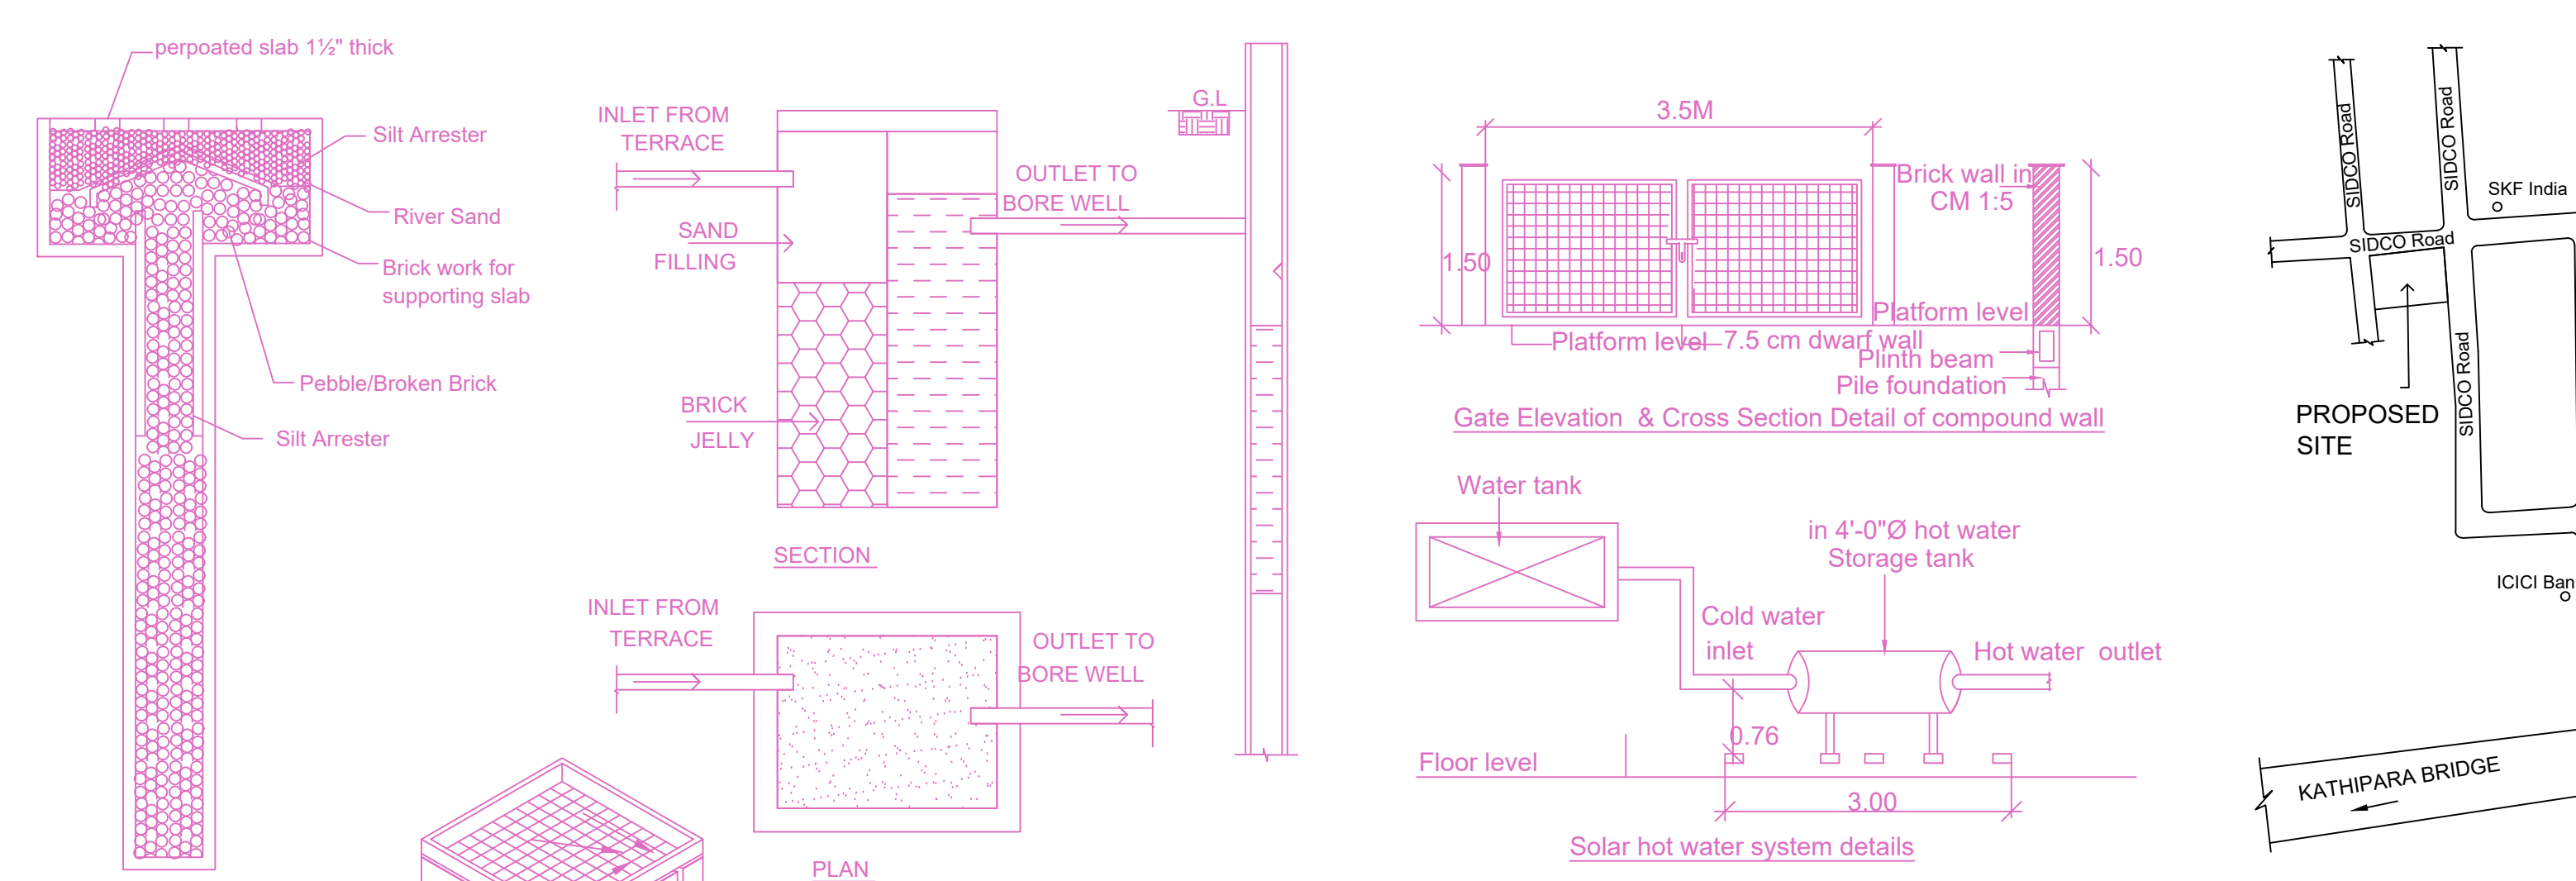 perpoated slab 1½" thick
Silt Arrester
River Sand
Brick work for
supporting slab
Pebble/Broken Brick
Silt Arrester
INLET FROM
TERRACE
SAND
FILLING
BRICK
JELLY
OUTLET TO
BORE WELL
G.L
SECTION
INLET FROM
TERRACE
OUTLET TO
BORE WELL
PLAN
3.5M
1.50
Brick wall in
CM 1:5
1.50
Platform level
Platform level
7.5 cm dwarf wall
Plinth beam
Pile foundation
Gate Elevation & Cross Section Detail of compound wall
Water tank
in 4'-0"Ø hot water
Storage tank
Cold water
inlet
Hot water outlet
0.76
Floor level
3.00
Solar hot water system details
SIDCO Road
SIDCO Road
SKF India
SIDCO Road
SIDCO Road
PROPOSED
SITE
ICICI Ban
KATHIPARA BRIDGE